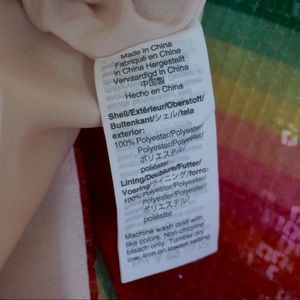 Made in China
Fabriqué en Chine
in China Hergestellt
Vervaardigd in China
中国製
Hecho en China
Shell/Extérieur/Oberstoff/
Buitenkant/シェル/tela
exterior:
100% Polyester/Polyester/
Polyester/Polyester/
ポリエステル/
poliéster
Lining/Doublure/Futter/
Voering/ライニング/forro:
100% Polyester/Polyester/
Polyester/Polyester/
ポリエステル/
poliéster
Machine wash cold with
like colors. Non-chlorine
bleach only. Tumble dry
low. Iron on lowest setting